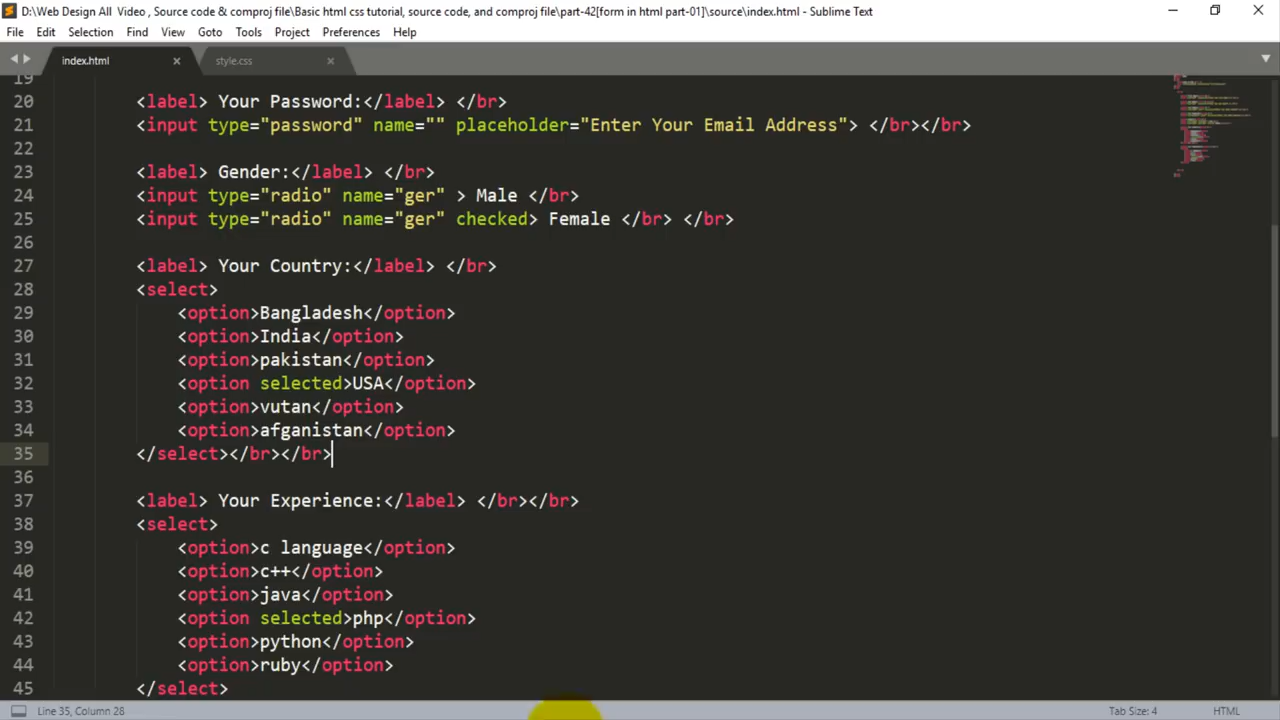 D:\Web Design All Video , Source code & comproj file\Basic html css tutorial, source code, and comproj file\part-42[form in html part-01]\source\index.html - Sublime Text
File Edit Selection Find View Goto Tools Project Preferences Help
index.html style.css
19
20 <label> Your Password:</label> </br>
21 <input type="password" name="" placeholder="Enter Your Email Address"> </br></br>
22
23 <label> Gender:</label> </br>
24 <input type="radio" name="ger" > Male </br>
25 <input type="radio" name="ger" checked> Female </br> </br>
26
27 <label> Your Country:</label> </br>
28 <select>
29 <option>Bangladesh</option>
30 <option>India</option>
31 <option>pakistan</option>
32 <option selected>USA</option>
33 <option>vutan</option>
34 <option>afganistan</option>
35 </select></br></br>
36
37 <label> Your Experience:</label> </br></br>
38 <select>
39 <option>c language</option>
40 <option>c++</option>
41 <option>java</option>
42 <option selected>php</option>
43 <option>python</option>
44 <option>ruby</option>
45 </select>
Line 35, Column 28 Tab Size: 4 HTML